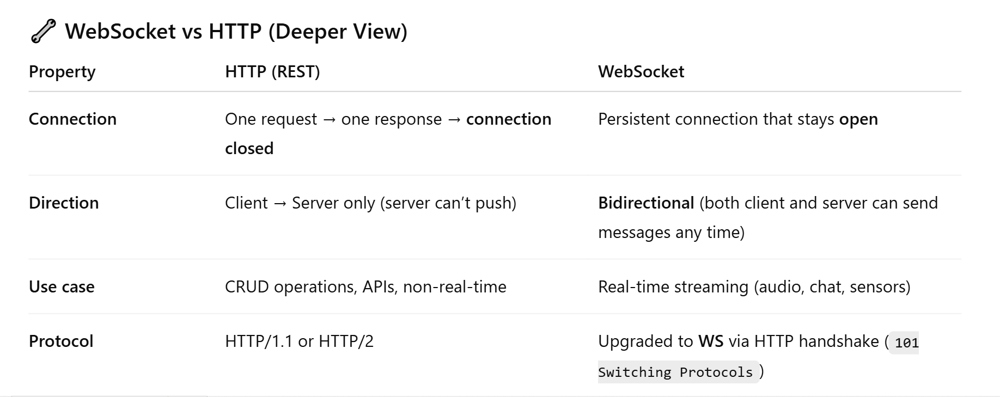 WebSocket vs HTTP (Deeper View)
Property HTTP (REST) WebSocket
Connection One request → one response → connection Persistent connection that stays open
closed
Direction Client → Server only (server can’t push) Bidirectional (both client and server can send
messages any time)
Use case CRUD operations, APIs, non-real-time Real-time streaming (audio, chat, sensors)
Protocol HTTP/1.1 or HTTP/2 Upgraded to WS via HTTP handshake ( 101
Switching Protocols )